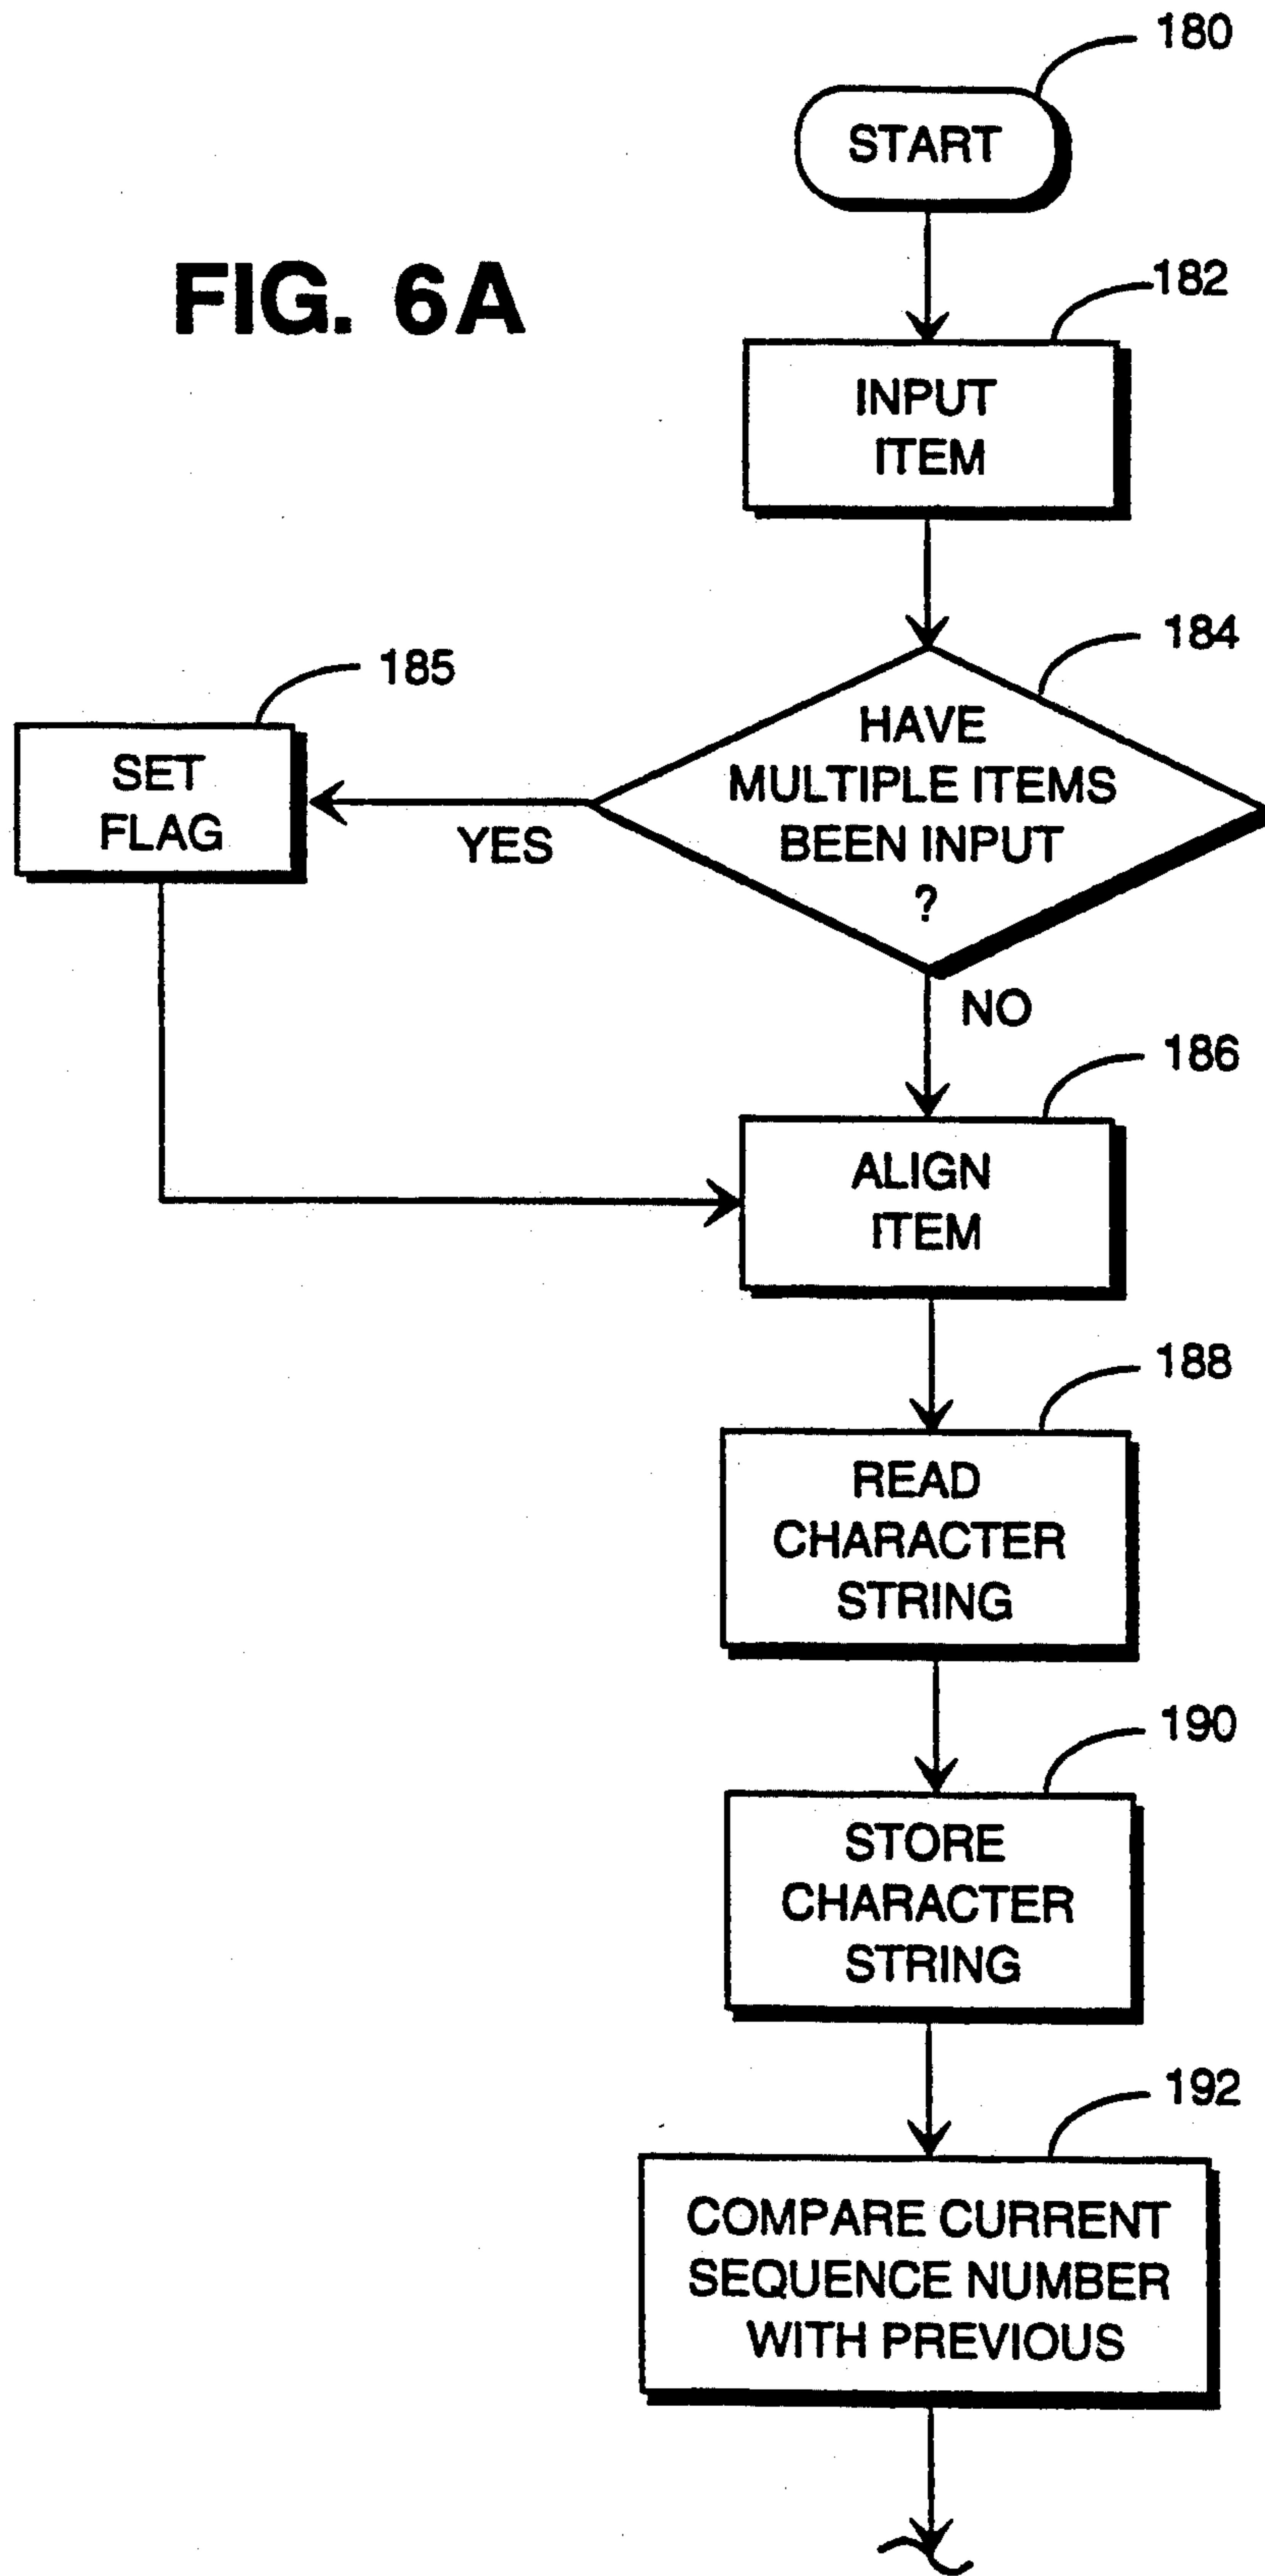 180
START
FIG. 6A
182
INPUT
ITEM
184
185
HAVE
MULTIPLE ITEMS
BEEN INPUT
?
SET
FLAG
YES
NO
186
ALIGN
ITEM
188
READ
CHARACTER
STRING
190
STORE
CHARACTER
STRING
192
COMPARE CURRENT
SEQUENCE NUMBER
WITH PREVIOUS